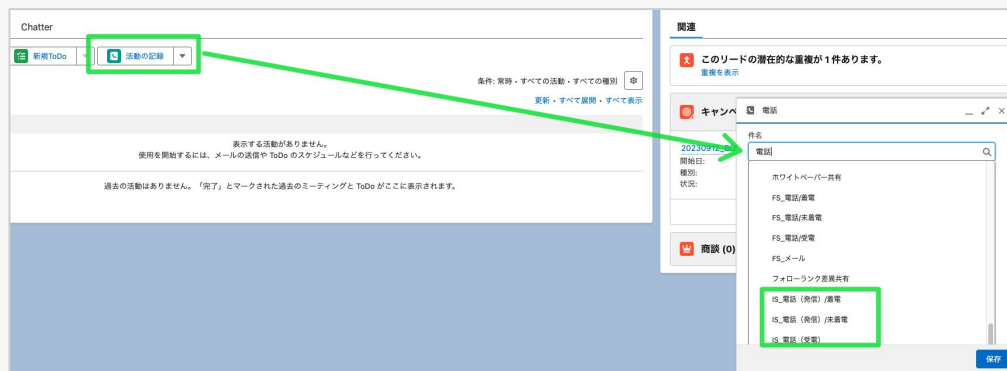 Chatter
新規ToDo
活動の記録
条件: 常時・すべての活動・すべての種別
更新・すべて展開・すべて表示
表示する活動がありません。
使用を開始するには、メールの送信や ToDo のスケジュールなどを行ってください。
過去の活動はありません。「完了」とマークされた過去のミーティングと ToDo がここに表示されます。
関連
このリードの潜在的な重複が 1 件あります。
重複を表示
キャンペ
20230912_BO
開始日:
種別:
状況:
商談 (0)
電話
件名
電話
ホワイトペーパー共有
FS_電話/着電
FS_電話/未着電
FS_電話/受電
FS_メール
フォローランク差異共有
IS_電話（発信）/着電
IS_電話（発信）/未着電
IS_電話（受電）
保存